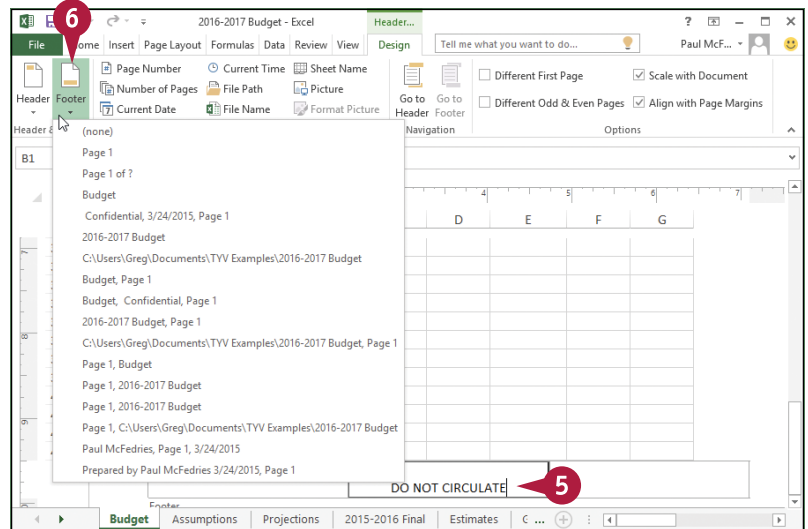 6
2016-2017 Budget - Excel
Header...
?
File Home Insert Page Layout Formulas Data Review View Design Tell me what you want to do... Paul McF...
Header
Footer
# Page Number
Number of Pages
7 Current Date
Current Time
File Path
File Name
Sheet Name
Picture
Format Picture
Go to Header
Go to Footer
Different First Page
Different Odd & Even Pages
Scale with Document
Align with Page Margins
Header &
Navigation
Options
B1
(none)
Page 1
Page 1 of ?
Budget
Confidential, 3/24/2015, Page 1
2016-2017 Budget
C:\Users\Greg\Documents\TYV Examples\2016-2017 Budget
Budget, Page 1
Budget, Confidential, Page 1
2016-2017 Budget, Page 1
C:\Users\Greg\Documents\TYV Examples\2016-2017 Budget, Page 1
Page 1, Budget
Page 1, 2016-2017 Budget
Page 1, 2016-2017 Budget
Page 1, C:\Users\Greg\Documents\TYV Examples\2016-2017 Budget
Paul McFedries, Page 1, 3/24/2015
Prepared by Paul McFedries 3/24/2015, Page 1
4 5 6 7
D E F G
7
8
9
DO NOT CIRCULATE
5
Footer
Budget Assumptions Projections 2015-2016 Final Estimates ...